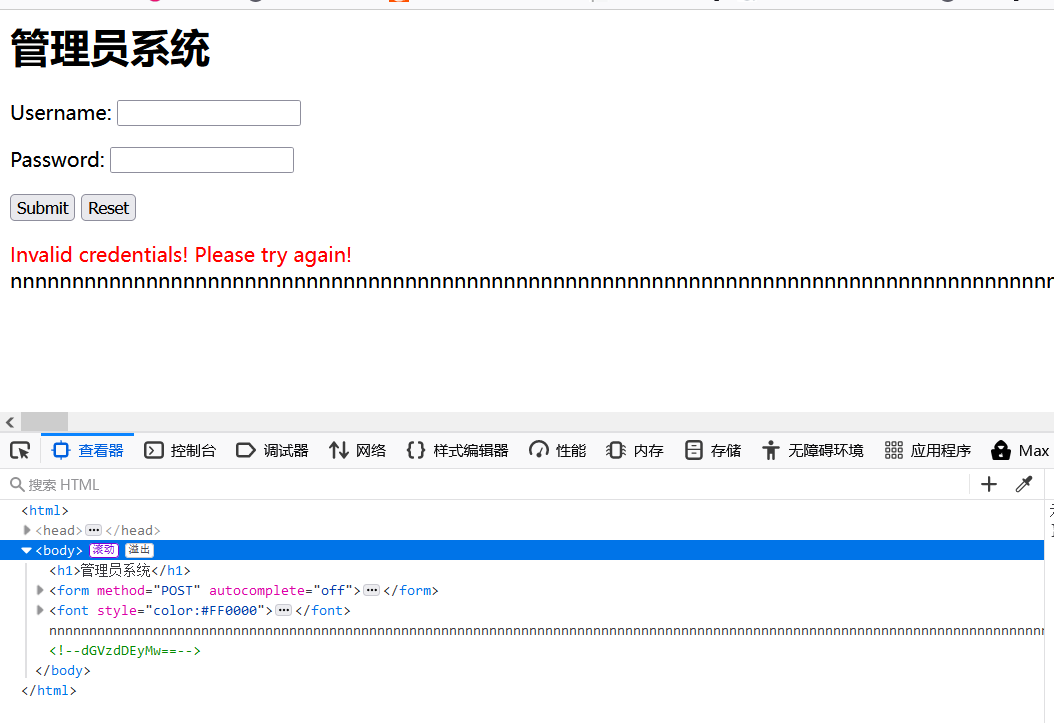 管理员系统
Username:
Password:
Submit Reset
Invalid credentials! Please try again!
查看器 控制台 调试器 网络 样式编辑器 性能 内存 存储 无障碍环境 应用程序 Max
搜索 HTML
<html>
<head> ••• </head>
<body> 滚动 溢出
<h1>管理员系统</h1>
<form method="POST" autocomplete="off"> ••• </form>
<font style="color:#FF0000"> ••• </font>
<!--dGVzdDEyMw==-->
</body>
</html>